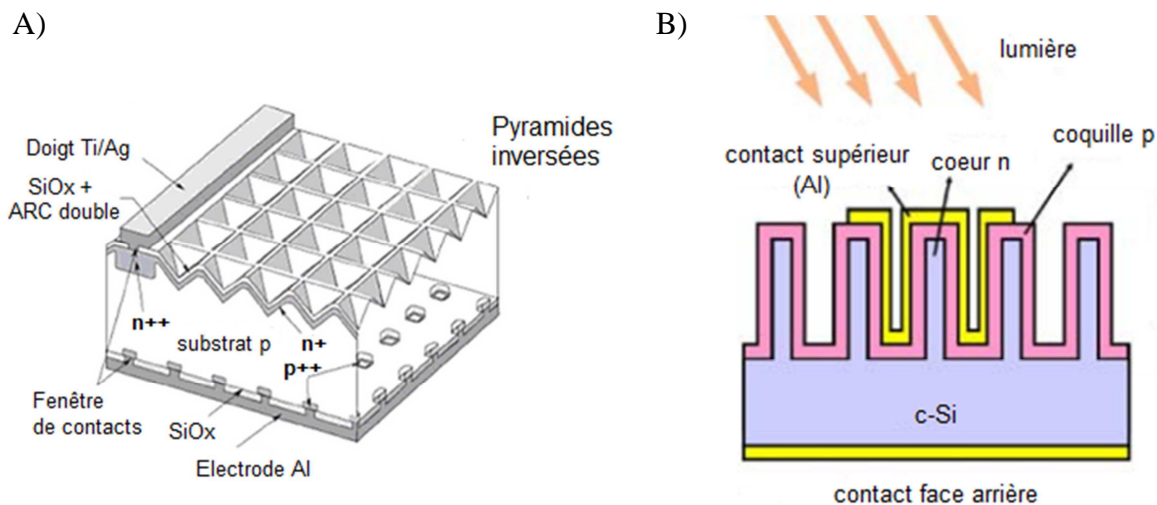 A)
Doigt Ti/Ag
SiOx +
ARC double
Pyramides
inversées
n++
substrat p
n+
p++
Fenêtre
de contacts
SiOx
Electrode Al
B)
lumière
contact supérieur
(Al)
coeur n
coquille p
c-Si
contact face arrière